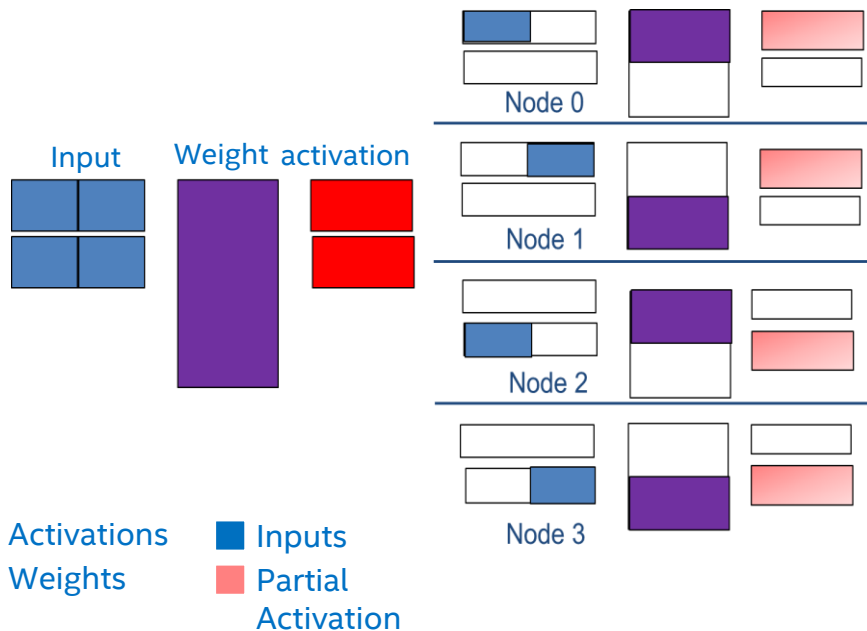 Input Weight activation
Node 0
Node 1
Node 2
Node 3
Activations
Weights
Inputs
Partial
Activation